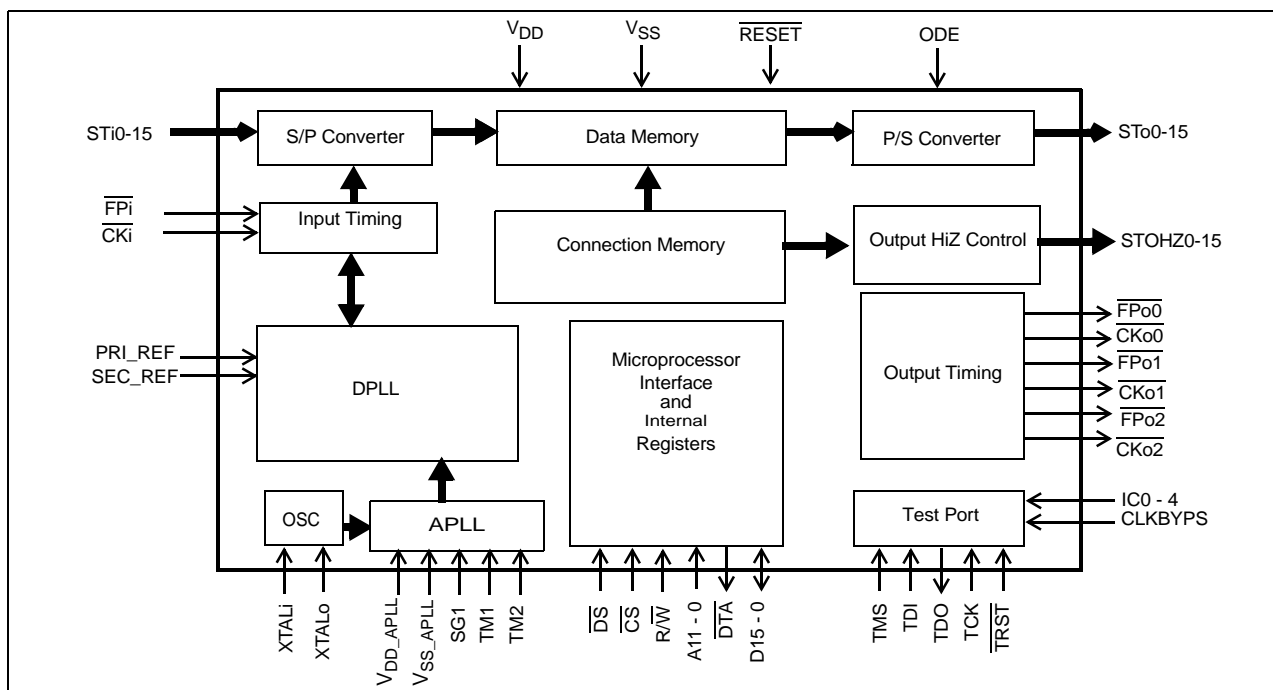 VDD
VSS
RESET
ODE
STi0-15
S/P Converter
Data Memory
P/S Converter
STo0-15
FPi
CKi
Input Timing
Connection Memory
Output HiZ Control
STOHZ0-15
PRI_REF
SEC_REF
DPLL
Microprocessor
Interface
and
Internal
Registers
Output Timing
FPo0
CKo0
FPo1
CKo1
FPo2
CKo2
OSC
APLL
Test Port
IC0 - 4
CLKBYPS
XTALi
XTALo
VDD_APLL
VSS_APLL
SG1
TM1
TM2
DS
CS
R/W
A11 - 0
DTA
D15 - 0
TMS
TDI
TDO
TCK
TRST